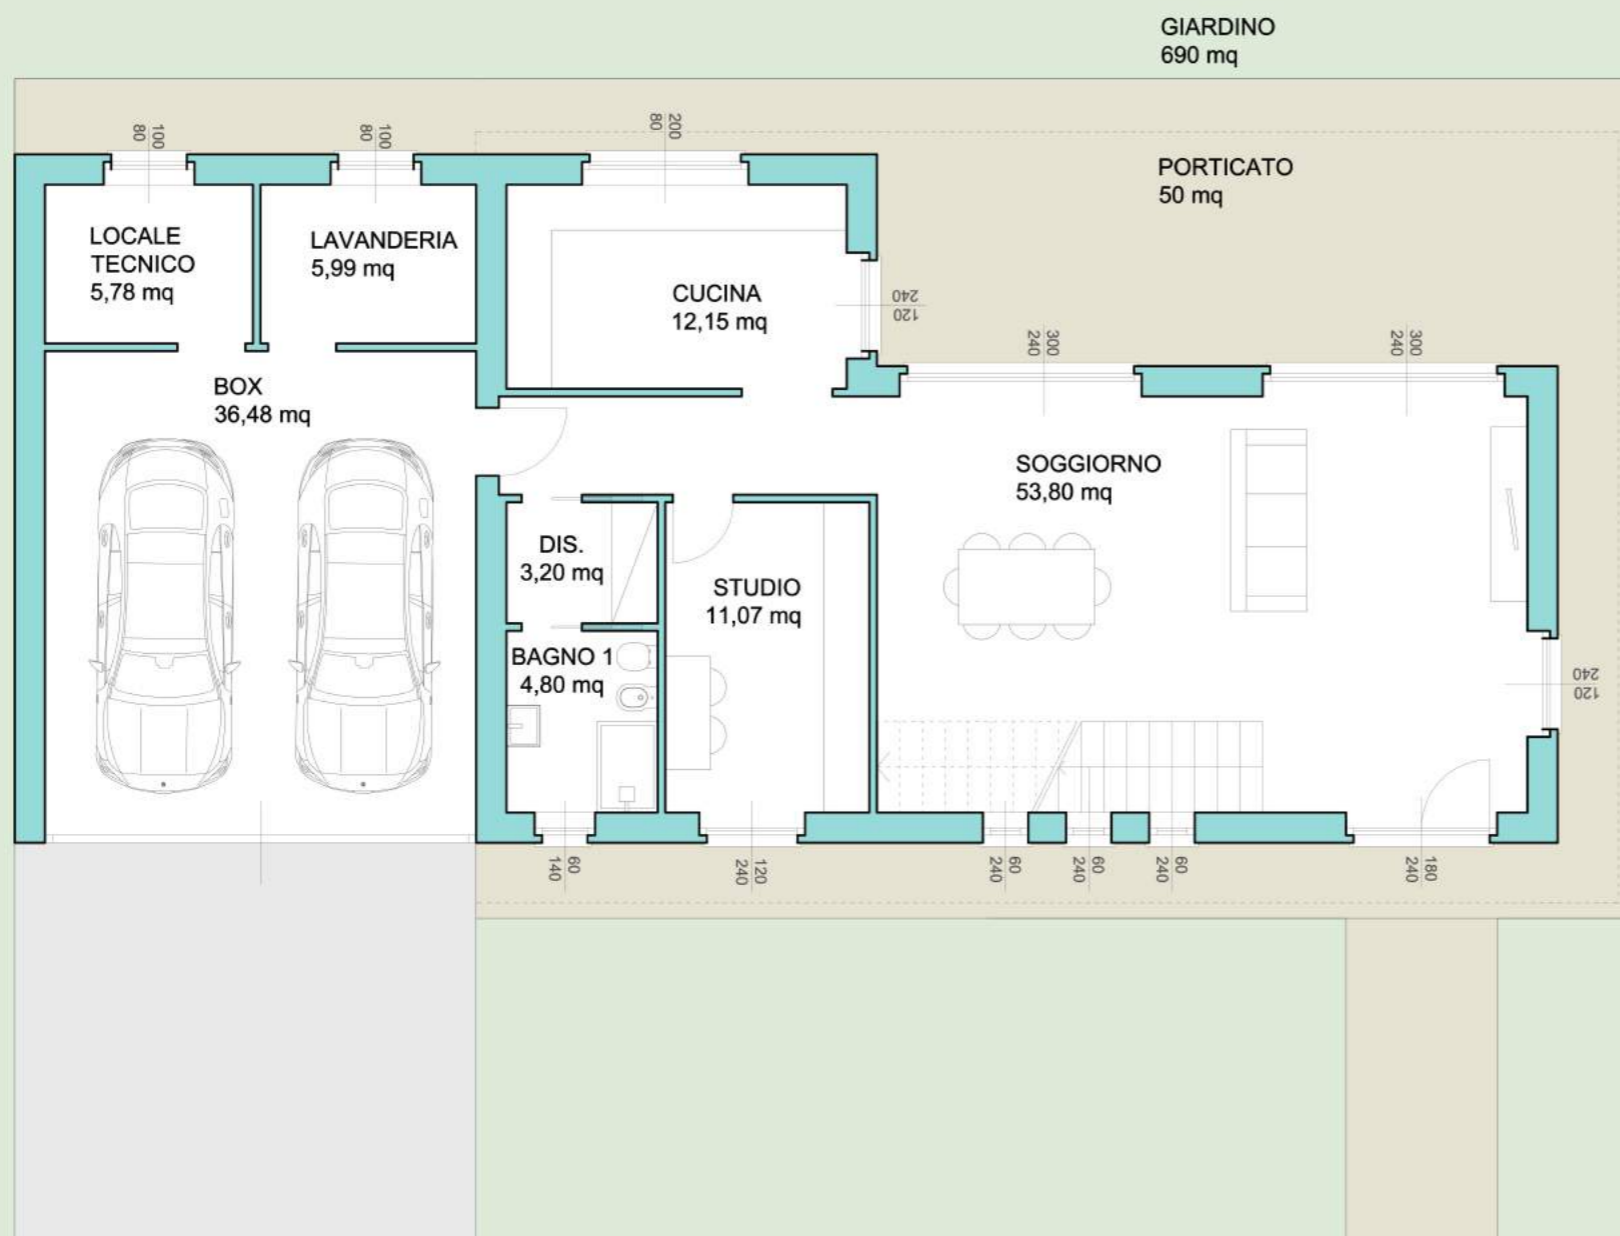 GIARDINO
690 mq
100
80
100
80
200
80
PORTICATO
50 mq
LOCALE
TECNICO
5,78 mq
LAVANDERIA
5,99 mq
CUCINA
12,15 mq
240
120
300
240
300
240
BOX
36,48 mq
SOGGIORNO
53,80 mq
DIS.
3,20 mq
STUDIO
11,07 mq
BAGNO 1
4,80 mq
240
120
60
140
120
240
60
240
60
240
60
240
180
240